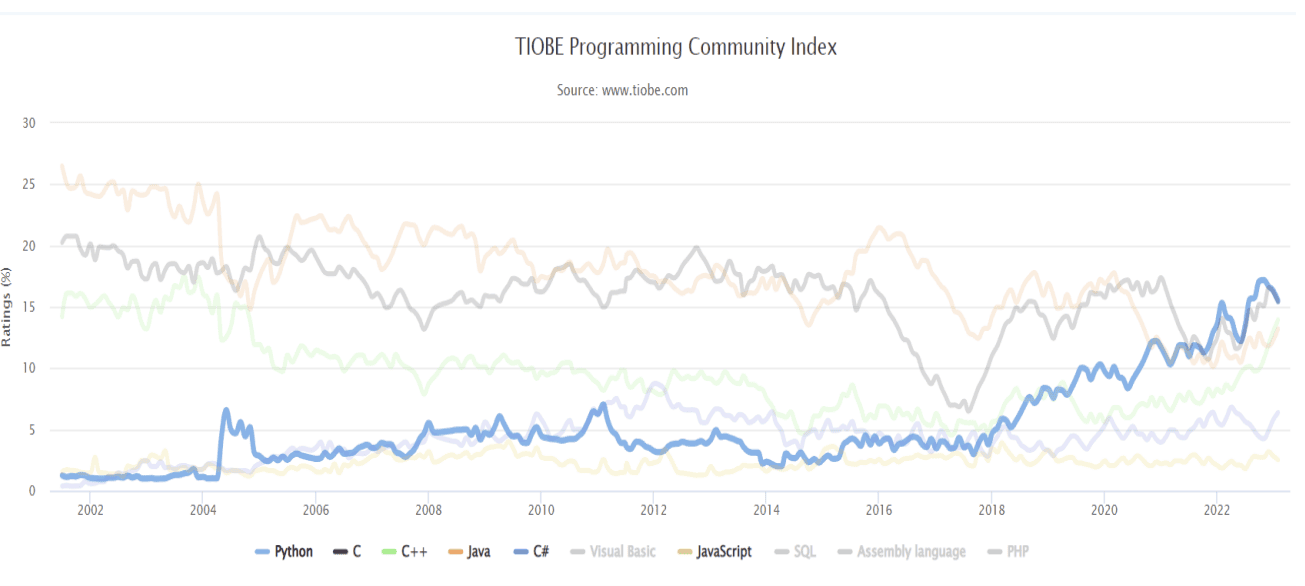 TIOBE Programming Community Index
Source: www.tiobe.com
30
25
20
15
10
5
0
Ratings (%)
2002 2004 2006 2008 2010 2012 2014 2016 2018 2020 2022
Python C C++ Java C# Visual Basic JavaScript SQL Assembly language PHP